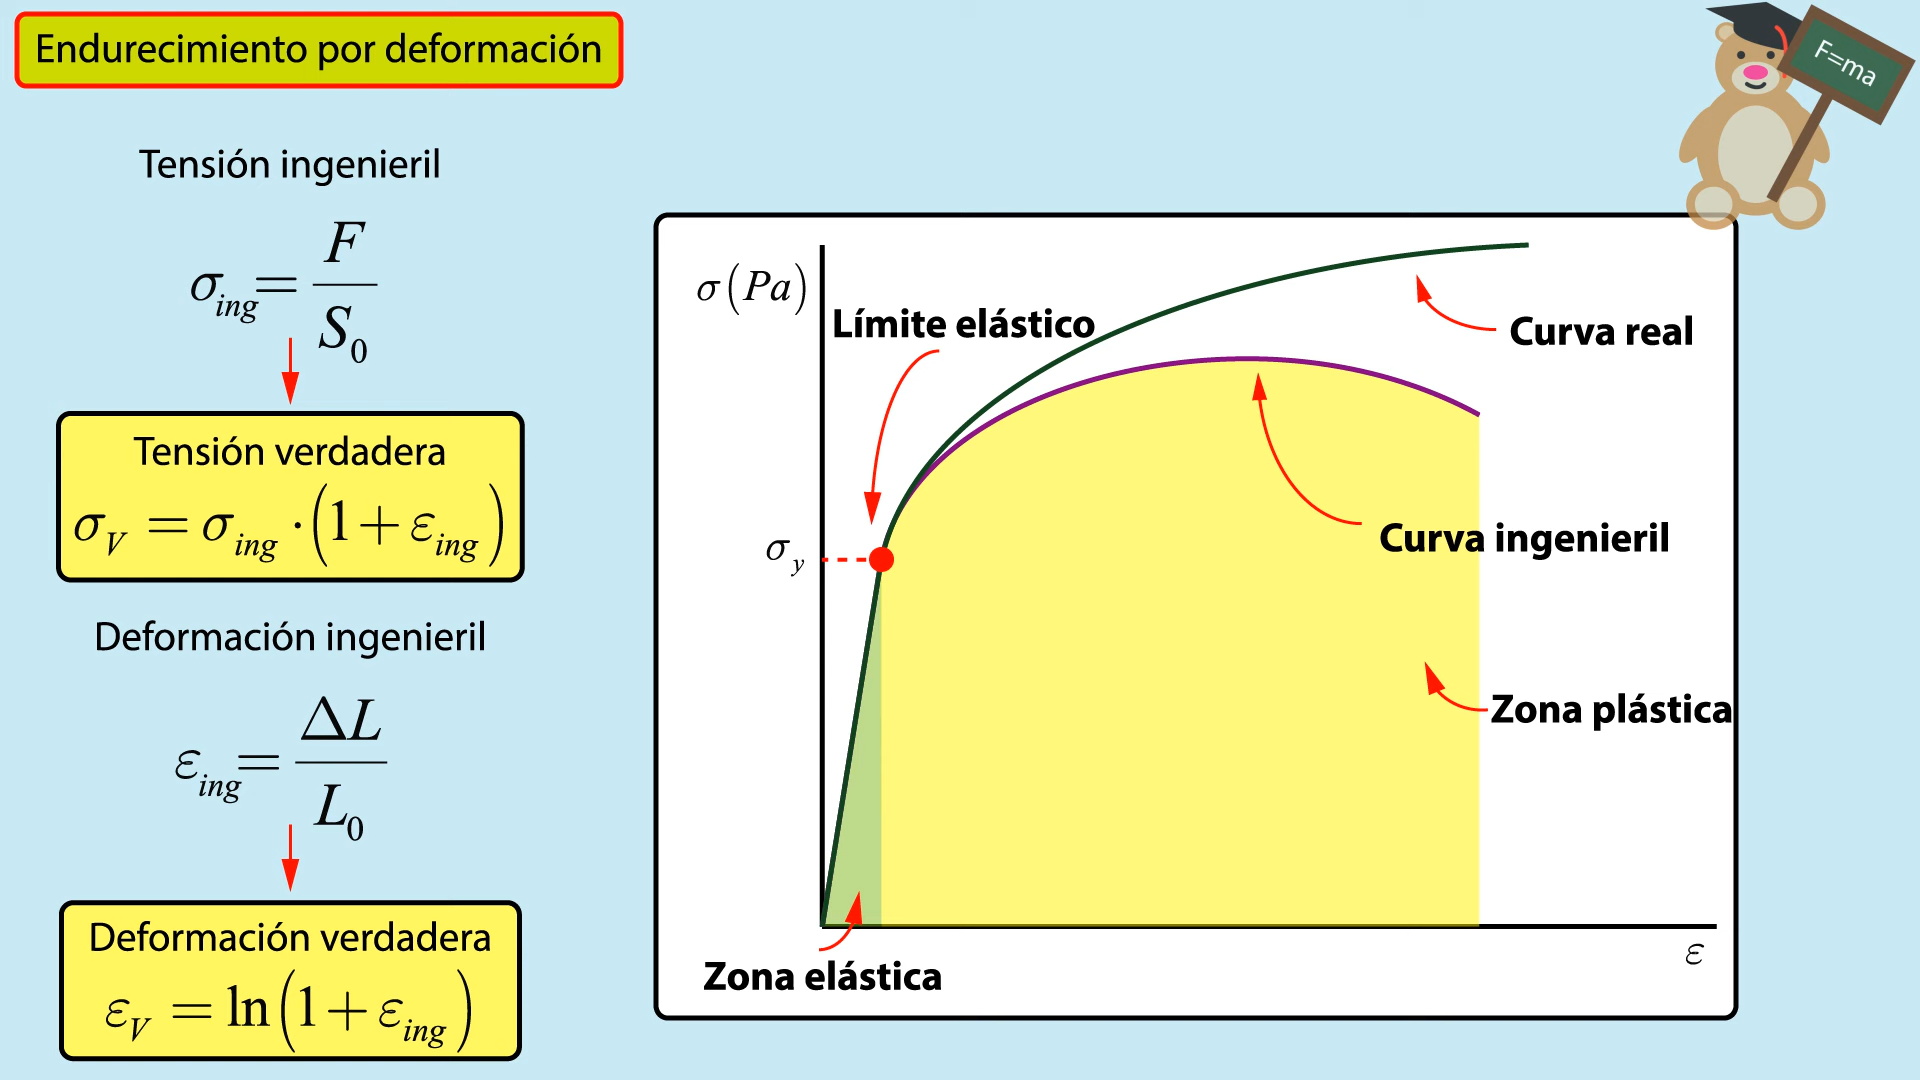 Endurecimiento por deformación
F=ma
Tensión ingenieril
σ_ing = F / S_0
Tensión verdadera
σ_V = σ_ing · (1 + ε_ing)
Deformación ingenieril
ε_ing = ΔL / L_0
Deformación verdadera
ε_V = ln(1 + ε_ing)
σ(Pa)
Límite elástico
Curva real
σ_y
Curva ingenieril
Zona plástica
ε
Zona elástica